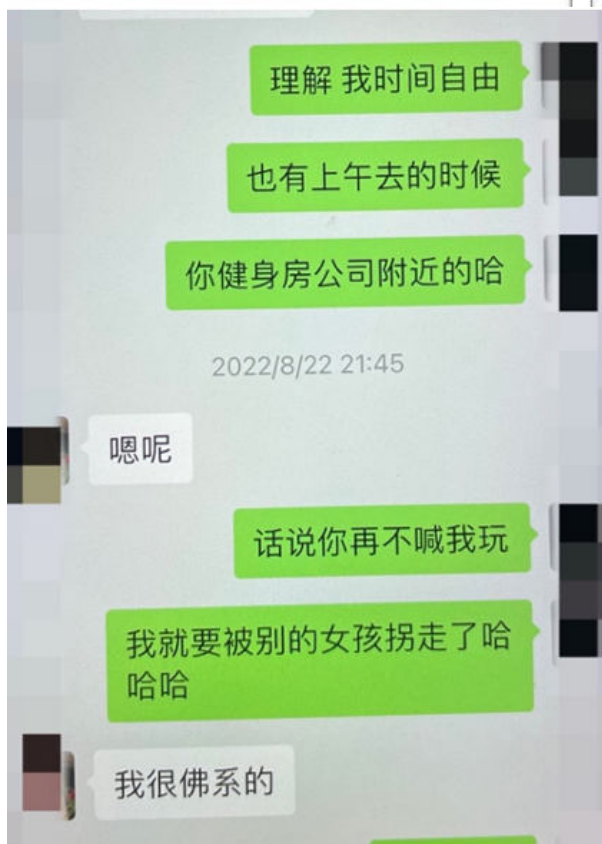 理解 我时间自由
也有上午去的时候
你健身房公司附近的哈
2022/8/22 21:45
嗯呢
话说你再不喊我玩
我就要被别的女孩拐走了哈
哈哈
我很佛系的